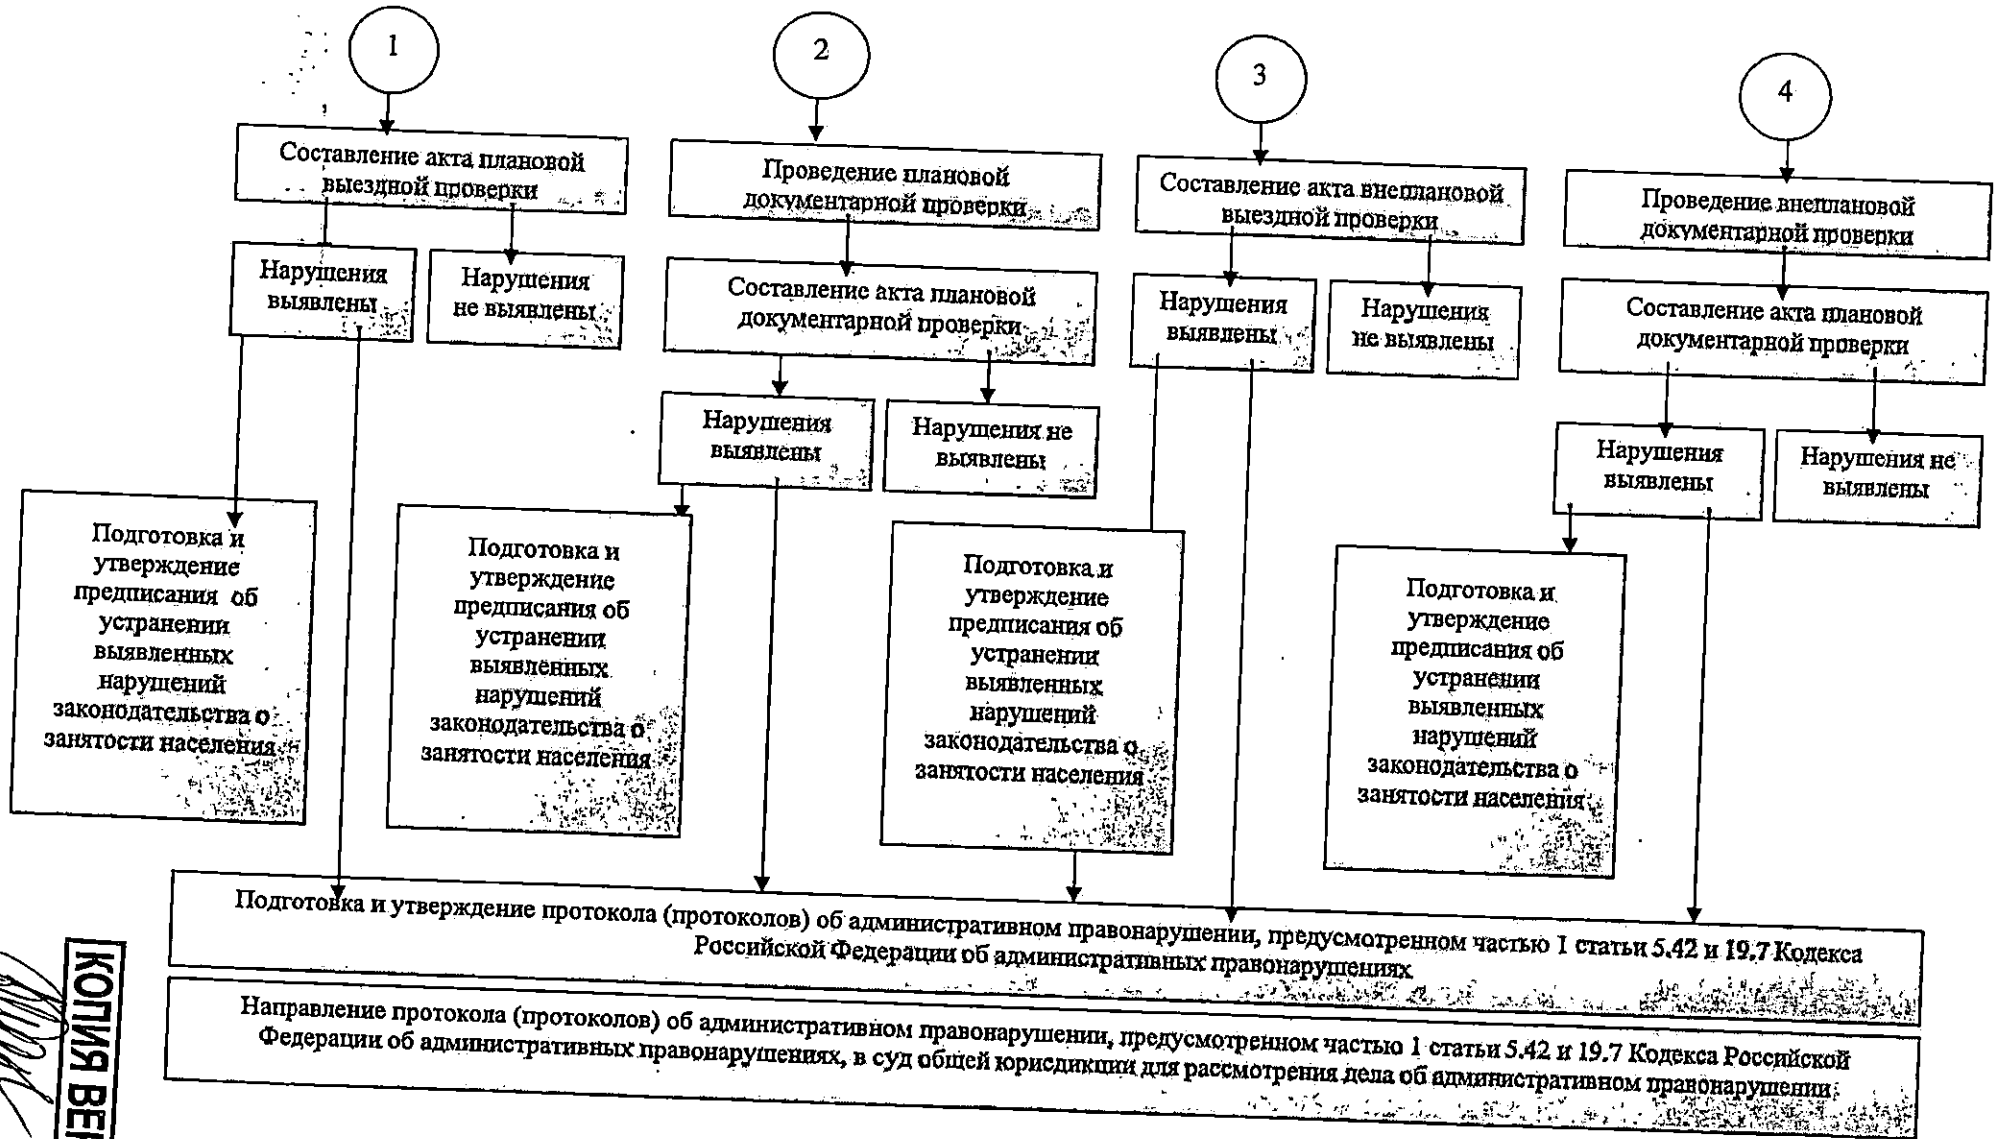 1
2
3
4
Составление акта плановой
выездной проверки
Проведение плановой
документарной проверки
Составление акта внеплановой
выездной проверки
Проведение внеплановой
документарной проверки
Нарушения
выявлены
Нарушения
не выявлены
Составление акта плановой
документарной проверки
Нарушения
выявлены
Нарушения
не выявлены
Составление акта плановой
документарной проверки
Нарушения
выявлены
Нарушения не
выявлены
Нарушения
выявлены
Нарушения не
выявлены
Подготовка и
утверждение
предписания об
устранении
выявленных
нарушений
законодательства о
занятости населения
Подготовка и
утверждение
предписания об
устранении
выявленных
нарушений
законодательства о
занятости населения
Подготовка и
утверждение
предписания об
устранении
выявленных
нарушений
законодательства о
занятости населения
Подготовка и
утверждение
предписания об
устранении
выявленных
нарушений
законодательства о
занятости населения
Подготовка и утверждение протокола (протоколов) об административном правонарушении, предусмотренном частью 1 статьи 5.42 и 19.7 Кодекса
Российской Федерации об административных правонарушениях
Направление протокола (протоколов) об административном правонарушении, предусмотренном частью 1 статьи 5.42 и 19.7 Кодекса Российской
Федерации об административных правонарушениях, в суд общей юрисдикции для рассмотрения дела об административном правонарушении
КОПИЯ ВЕР